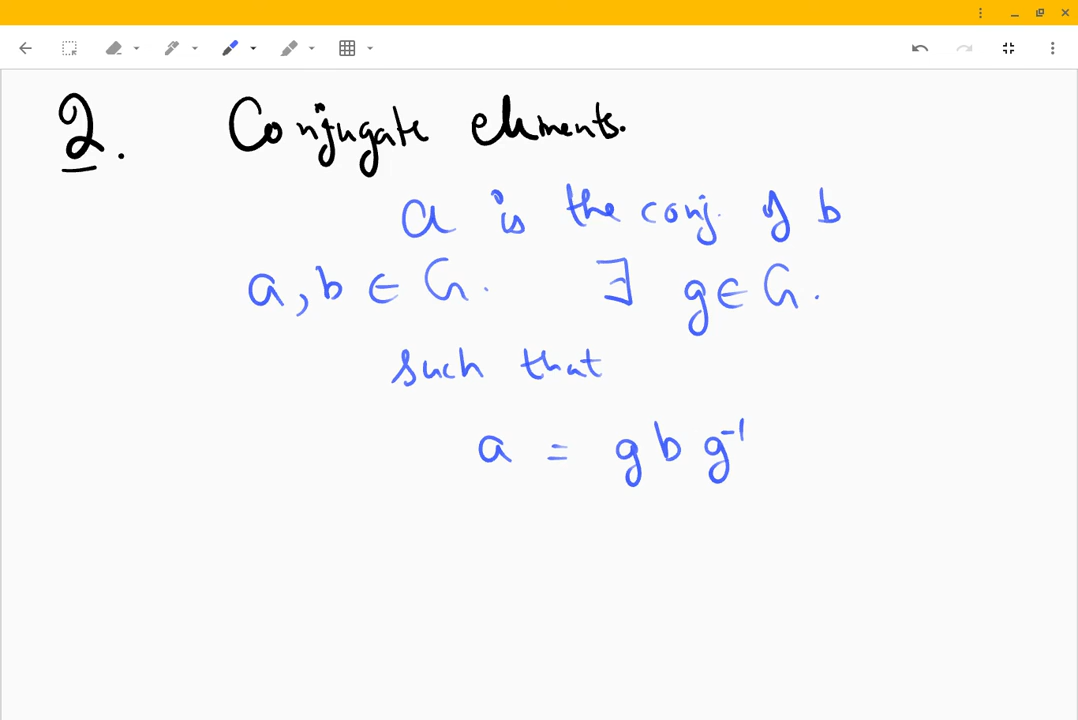 2. Conjugate elements.
a is the conj. of b
a, b ∈ G. ∃ g ∈ G.
such that
a = g b g⁻¹